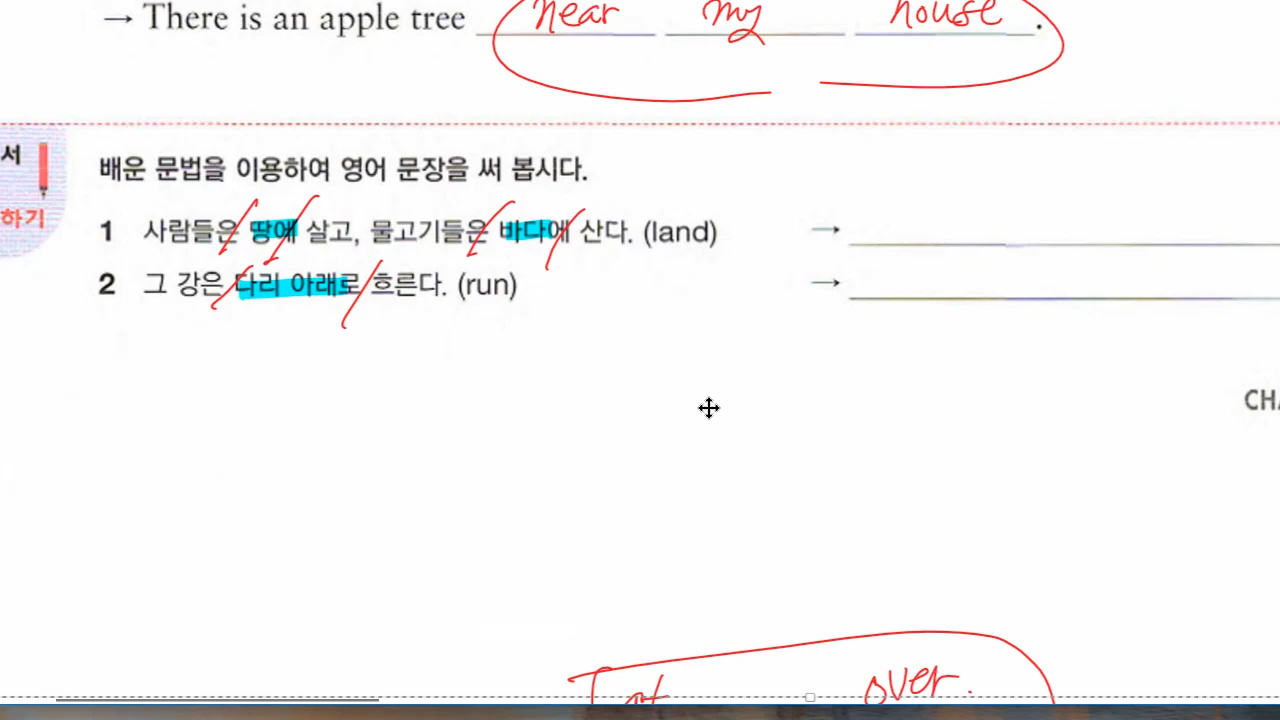 → There is an apple tree near my house.
서
배운 문법을 이용하여 영어 문장을 써 봅시다.
하기
1 사람들은 땅에 살고, 물고기들은 바다에 산다. (land) →
2 그 강은 다리 아래로 흐른다. (run) →
CHA
over.